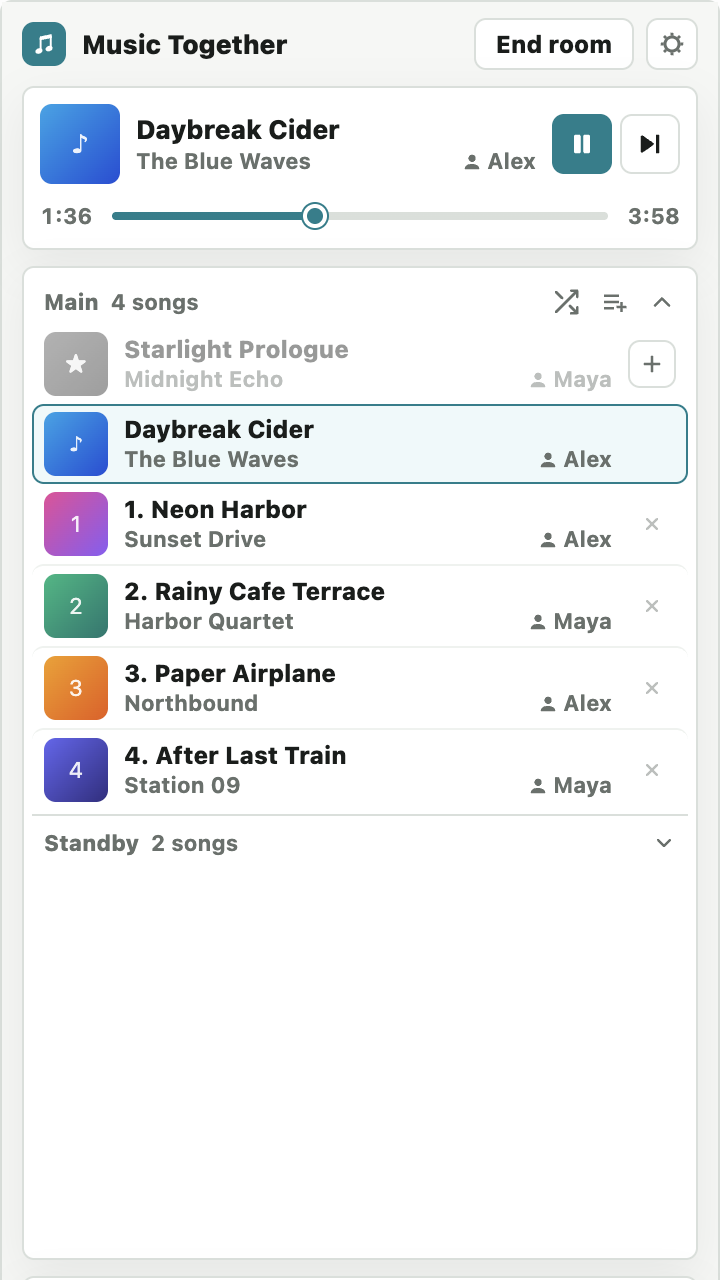 Music Together
End room
Daybreak Cider
The Blue Waves
Alex
1:36
3:58
Main 4 songs
Starlight Prologue
Midnight Echo
Maya
Daybreak Cider
The Blue Waves
Alex
1
1. Neon Harbor
Sunset Drive
Alex
2
2. Rainy Cafe Terrace
Harbor Quartet
Maya
3
3. Paper Airplane
Northbound
Alex
4
4. After Last Train
Station 09
Maya
Standby 2 songs